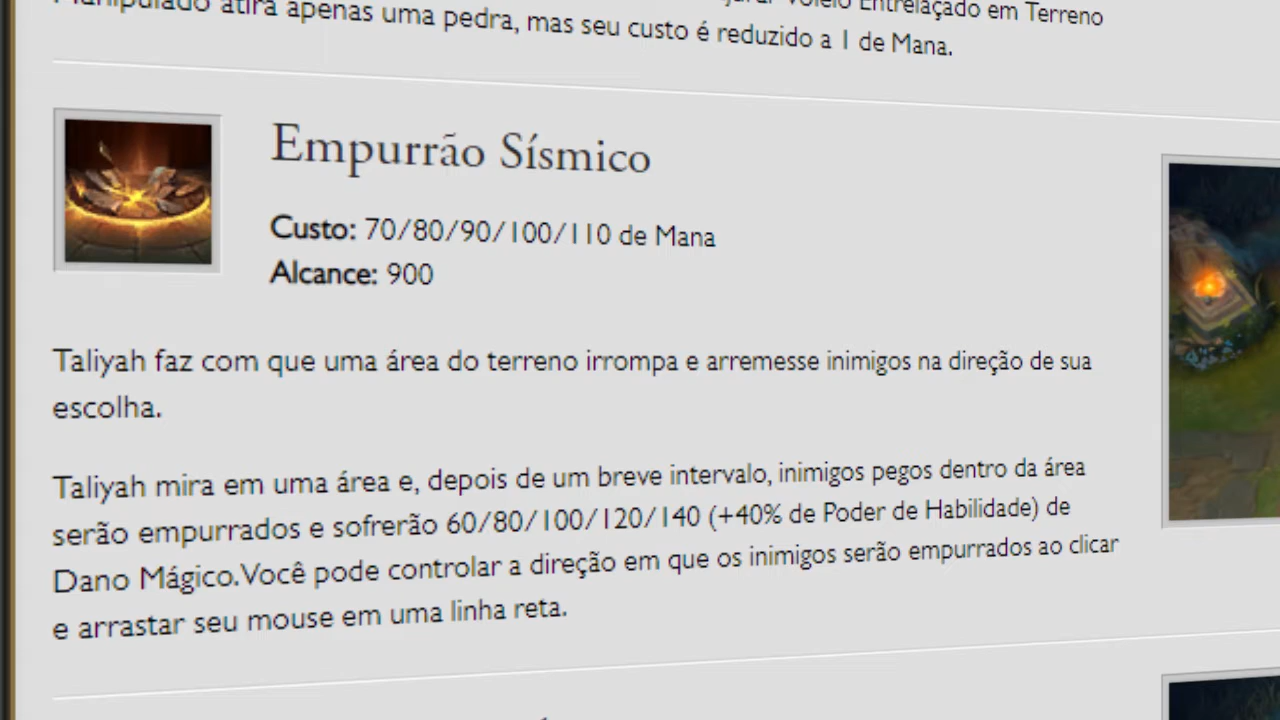 Manipulado atira apenas uma pedra, mas seu custo é reduzido a 1 de Mana.
Voleio Entrelaçado em Terreno
Empurrão Sísmico
Custo: 70/80/90/100/110 de Mana
Alcance: 900
Taliyah faz com que uma área do terreno irrompa e arremesse inimigos na direção de sua
escolha.
Taliyah mira em uma área e, depois de um breve intervalo, inimigos pegos dentro da área
serão empurrados e sofrerão 60/80/100/120/140 (+40% de Poder de Habilidade) de
Dano Mágico.Você pode controlar a direção em que os inimigos serão empurrados ao clicar
e arrastar seu mouse em uma linha reta.